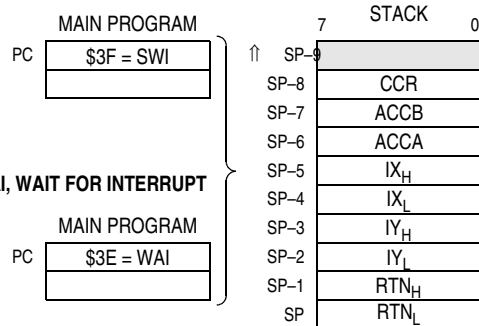 MAIN PROGRAM
PC $3F = SWI
I, WAIT FOR INTERRUPT
MAIN PROGRAM
PC $3E = WAI
STACK
7 0
⇑ SP–9
SP–8 CCR
SP–7 ACCB
SP–6 ACCA
SP–5 IXH
SP–4 IXL
SP–3 IYH
SP–2 IYL
SP–1 RTNH
SP RTNL